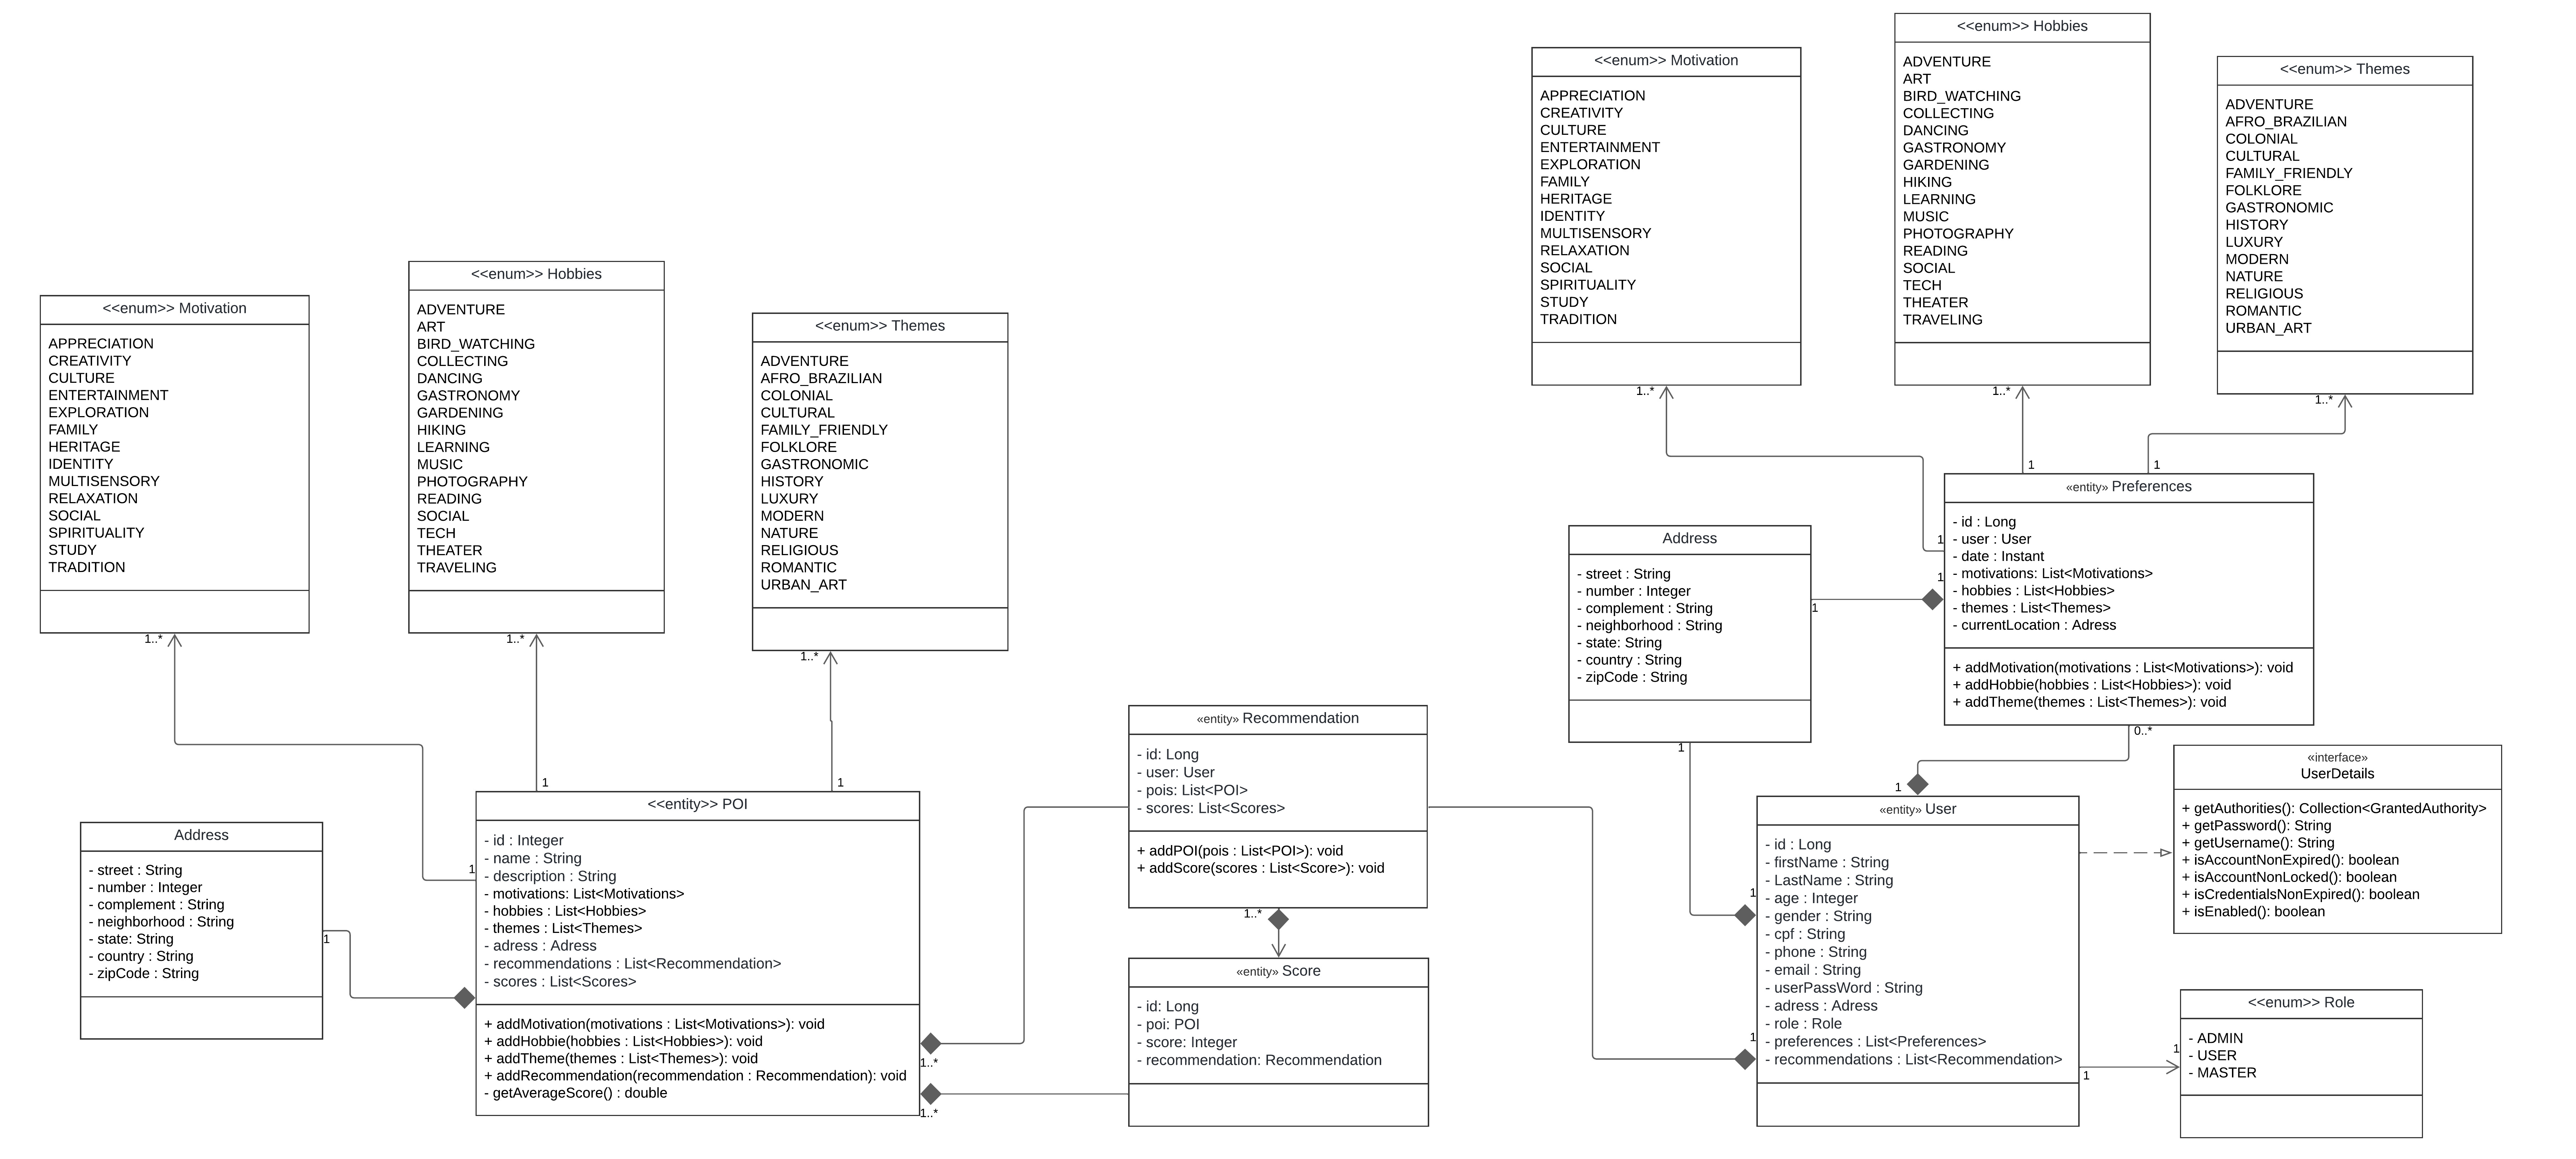 <<enum>> Motivation
APPRECIATION
CREATIVITY
CULTURE
ENTERTAINMENT
EXPLORATION
FAMILY
HERITAGE
IDENTITY
MULTISENSORY
RELAXATION
SOCIAL
SPIRITUALITY
STUDY
TRADITION
1..*
<<enum>> Hobbies
ADVENTURE
ART
BIRD_WATCHING
COLLECTING
DANCING
GASTRONOMY
GARDENING
HIKING
LEARNING
MUSIC
PHOTOGRAPHY
READING
SOCIAL
TECH
THEATER
TRAVELING
1..*
<<enum>> Themes
ADVENTURE
AFRO_BRAZILIAN
COLONIAL
CULTURAL
FAMILY_FRIENDLY
FOLKLORE
GASTRONOMIC
HISTORY
LUXURY
MODERN
NATURE
RELIGIOUS
ROMANTIC
URBAN_ART
1..*
Address
- street : String
- number : Integer
- complement : String
- neighborhood : String
- state: String
- country : String
- zipCode : String
1
1
1
1
<<entity>> POI
- id : Integer
- name : String
- description : String
- motivations: List<Motivations>
- hobbies : List<Hobbies>
- themes : List<Themes>
- adress : Adress
- recommendations : List<Recommendation>
- scores : List<Scores>
+ addMotivation(motivations : List<Motivations>): void
+ addHobbie(hobbies : List<Hobbies>): void
+ addTheme(themes : List<Themes>): void
+ addRecommendation(recommendation : Recommendation): void
- getAverageScore() : double
1..*
1..*
«entity» Recommendation
- id: Long
- user: User
- pois: List<POI>
- scores: List<Scores>
+ addPOI(pois : List<POI>): void
+ addScore(scores : List<Score>): void
1..*
«entity» Score
- id: Long
- poi: POI
- score: Integer
- recommendation: Recommendation
<<enum>> Motivation
APPRECIATION
CREATIVITY
CULTURE
ENTERTAINMENT
EXPLORATION
FAMILY
HERITAGE
IDENTITY
MULTISENSORY
RELAXATION
SOCIAL
SPIRITUALITY
STUDY
TRADITION
1..*
<<enum>> Hobbies
ADVENTURE
ART
BIRD_WATCHING
COLLECTING
DANCING
GASTRONOMY
GARDENING
HIKING
LEARNING
MUSIC
PHOTOGRAPHY
READING
SOCIAL
TECH
THEATER
TRAVELING
1..*
<<enum>> Themes
ADVENTURE
AFRO_BRAZILIAN
COLONIAL
CULTURAL
FAMILY_FRIENDLY
FOLKLORE
GASTRONOMIC
HISTORY
LUXURY
MODERN
NATURE
RELIGIOUS
ROMANTIC
URBAN_ART
1..*
Address
- street : String
- number : Integer
- complement : String
- neighborhood : String
- state: String
- country : String
- zipCode : String
1
1
1
1
1
1
«entity» Preferences
- id : Long
- user : User
- date : Instant
- motivations: List<Motivations>
- hobbies : List<Hobbies>
- themes : List<Themes>
- currentLocation : Adress
+ addMotivation(motivations : List<Motivations>): void
+ addHobbie(hobbies : List<Hobbies>): void
+ addTheme(themes : List<Themes>): void
0..*
1
«entity» User
- id : Long
- firstName : String
- LastName : String
- age : Integer
- gender : String
- cpf : String
- phone : String
- email : String
- userPassWord : String
- adress : Adress
- role : Role
- preferences : List<Preferences>
- recommendations : List<Recommendation>
1
1
1
«interface»
UserDetails
+ getAuthorities(): Collection<GrantedAuthority>
+ getPassword(): String
+ getUsername(): String
+ isAccountNonExpired(): boolean
+ isAccountNonLocked(): boolean
+ isCredentialsNonExpired(): boolean
+ isEnabled(): boolean
<<enum>> Role
- ADMIN
- USER
- MASTER
1